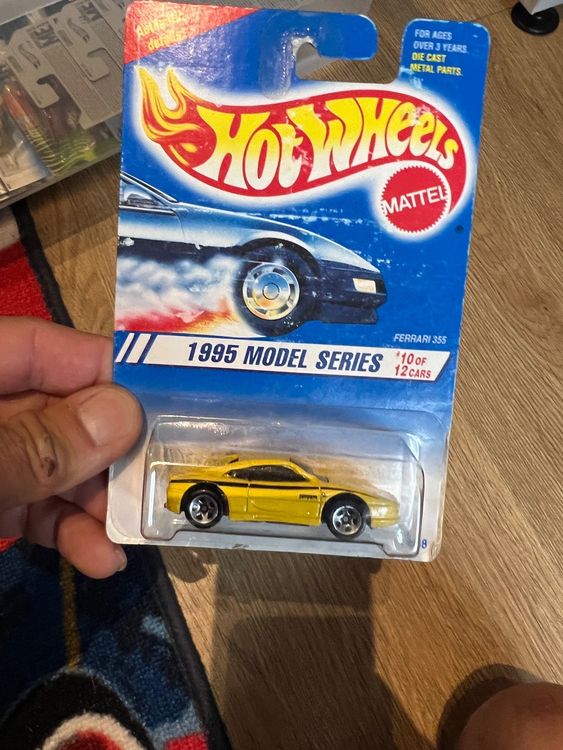 FOR AGES
OVER 3 YEARS.
DIE CAST
METAL PARTS.
HOT WHEELS
MATTEL
®
FERRARI 355
1995 MODEL SERIES
#10 OF
12 CARS
8